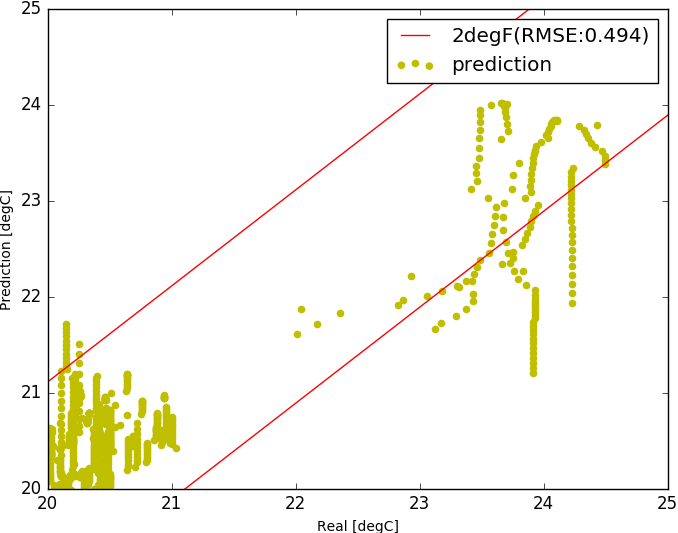 2degF(RMSE:0.494)
prediction
25
24
23
22
21
20
Prediction [degC]
20 21 22 23 24 25
Real [degC]